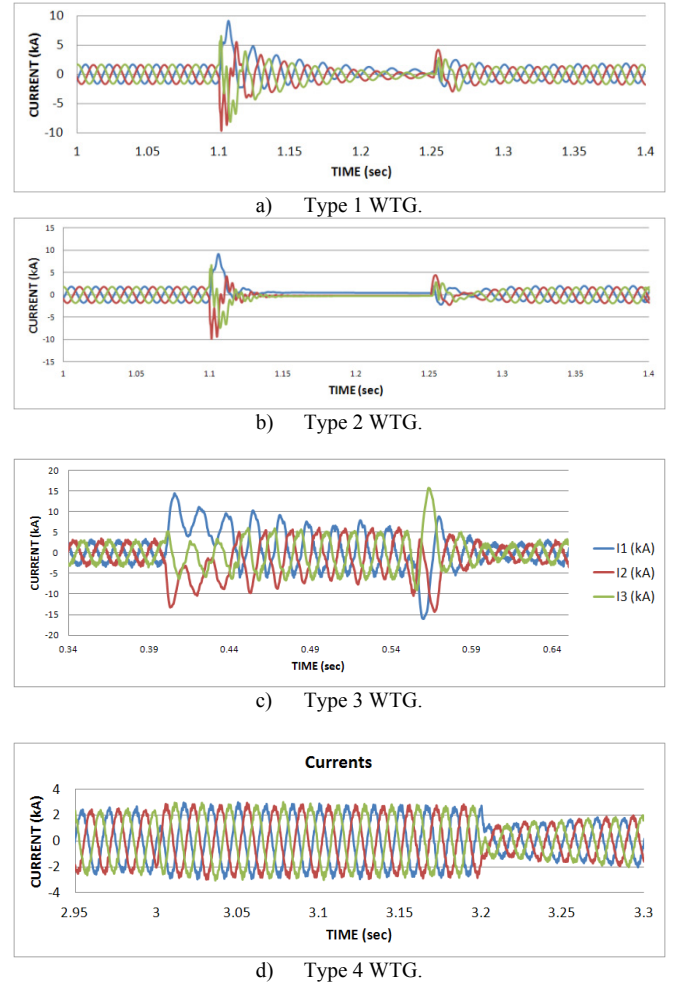 10
5
0
-5
-10
CURRENT (kA)
1 1.05 1.1 1.15 1.2 1.25 1.3 1.35 1.4
TIME (sec)
a) Type 1 WTG.
15
10
5
0
-5
-10
-15
CURRENT (kA)
1 1.05 1.1 1.15 1.2 1.25 1.3 1.35 1.4
TIME (sec)
b) Type 2 WTG.
20
15
10
5
0
-5
-10
-15
-20
CURRENT (kA)
0.34 0.39 0.44 0.49 0.54 0.59 0.64
TIME (sec)
I1 (kA)
I2 (kA)
I3 (kA)
c) Type 3 WTG.
Currents
4
2
0
-2
-4
CURRENT (kA)
2.95 3 3.05 3.1 3.15 3.2 3.25 3.3
TIME (sec)
d) Type 4 WTG.